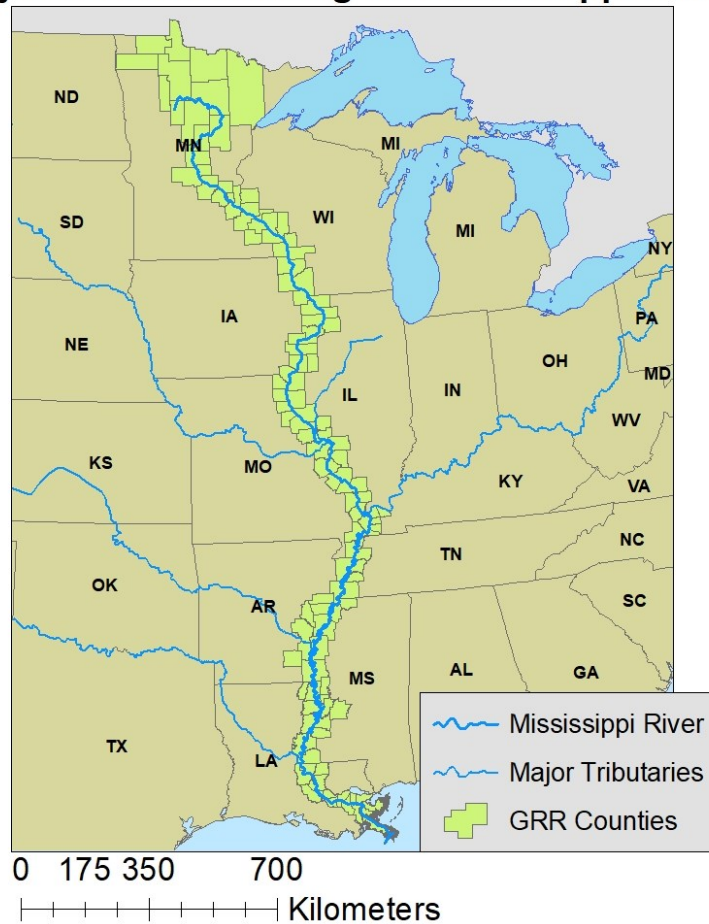 ND
MN
MI
SD
WI
MI
NY
IA
PA
NE
OH
MD
IL
IN
WV
KS
MO
KY
VA
TN
NC
OK
AR
SC
MS
AL
GA
TX
LA
Mississippi River
Major Tributaries
GRR Counties
0 175 350 700
Kilometers